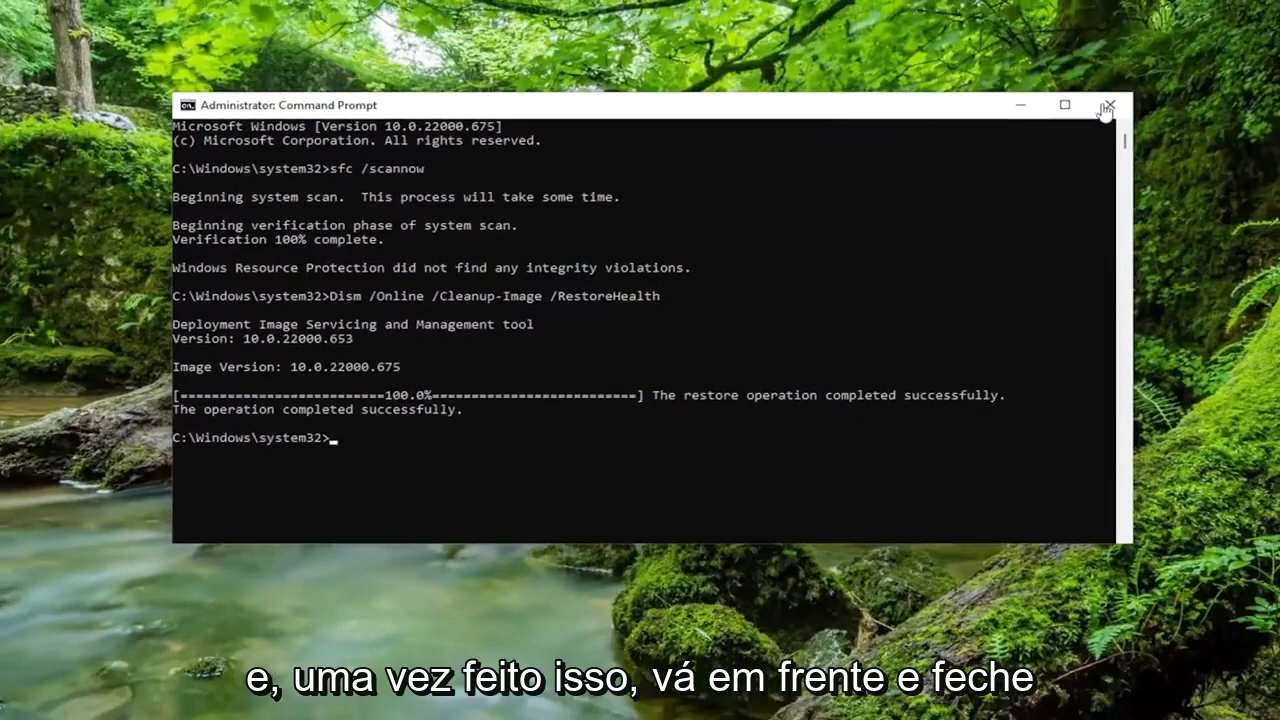 Administrator: Command Prompt
Microsoft Windows [Version 10.0.22000.675]
(c) Microsoft Corporation. All rights reserved.
C:\Windows\system32>sfc /scannow
Beginning system scan.  This process will take some time.
Beginning verification phase of system scan.
Verification 100% complete.
Windows Resource Protection did not find any integrity violations.
C:\Windows\system32>Dism /Online /Cleanup-Image /RestoreHealth
Deployment Image Servicing and Management tool
Version: 10.0.22000.653
Image Version: 10.0.22000.675
[==========================100.0%==========================] The restore operation completed successfully.
The operation completed successfully.
C:\Windows\system32>
e, uma vez feito isso, vá em frente e feche